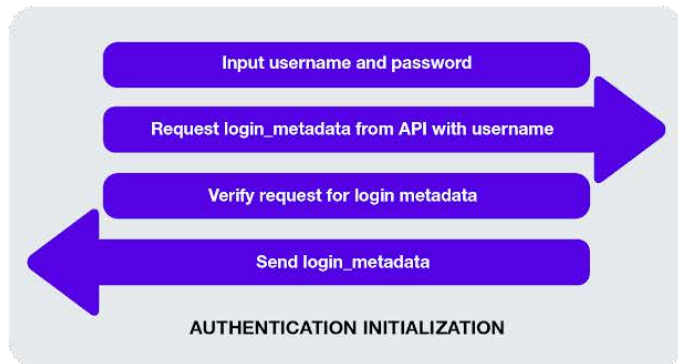 Input username and password
Request login_metadata from API with username
Verify request for login metadata
Send login_metadata
AUTHENTICATION INITIALIZATION